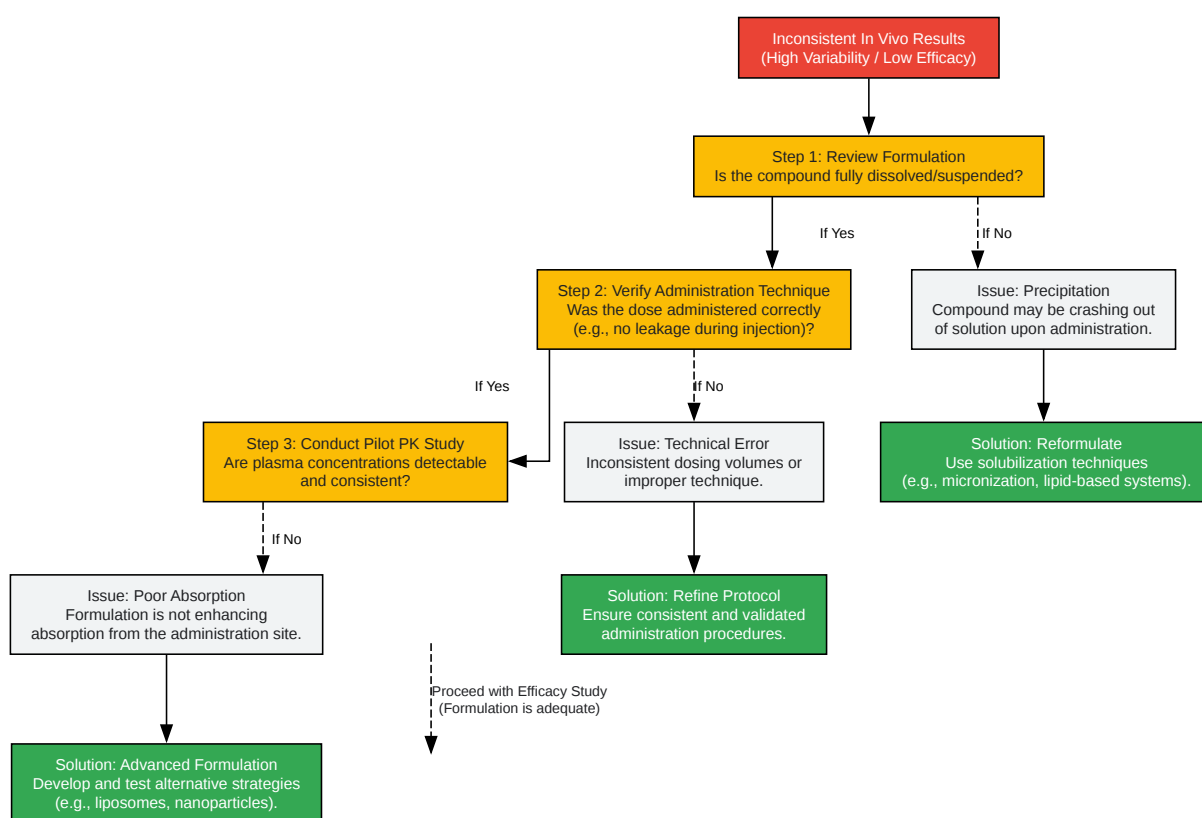 Inconsistent In Vivo Results
(High Variability / Low Efficacy)
Step 1: Review Formulation
Is the compound fully dissolved/suspended?
If Yes
If No
Step 2: Verify Administration Technique
Was the dose administered correctly
(e.g., no leakage during injection)?
Issue: Precipitation
Compound may be crashing out
of solution upon administration.
If Yes
If No
Step 3: Conduct Pilot PK Study
Are plasma concentrations detectable
and consistent?
Issue: Technical Error
Inconsistent dosing volumes or
improper technique.
Solution: Reformulate
Use solubilization techniques
(e.g., micronization, lipid-based systems).
If No
Issue: Poor Absorption
Formulation is not enhancing
absorption from the administration site.
Solution: Refine Protocol
Ensure consistent and validated
administration procedures.
Proceed with Efficacy Study
(Formulation is adequate)
Solution: Advanced Formulation
Develop and test alternative strategies
(e.g., liposomes, nanoparticles).